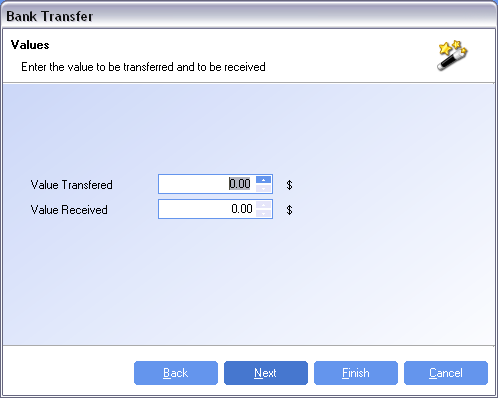 Bank Transfer
Values
Enter the value to be transferred and to be received
Value Transfered 0.00 $
Value Received 0.00 $
Back Next Finish Cancel